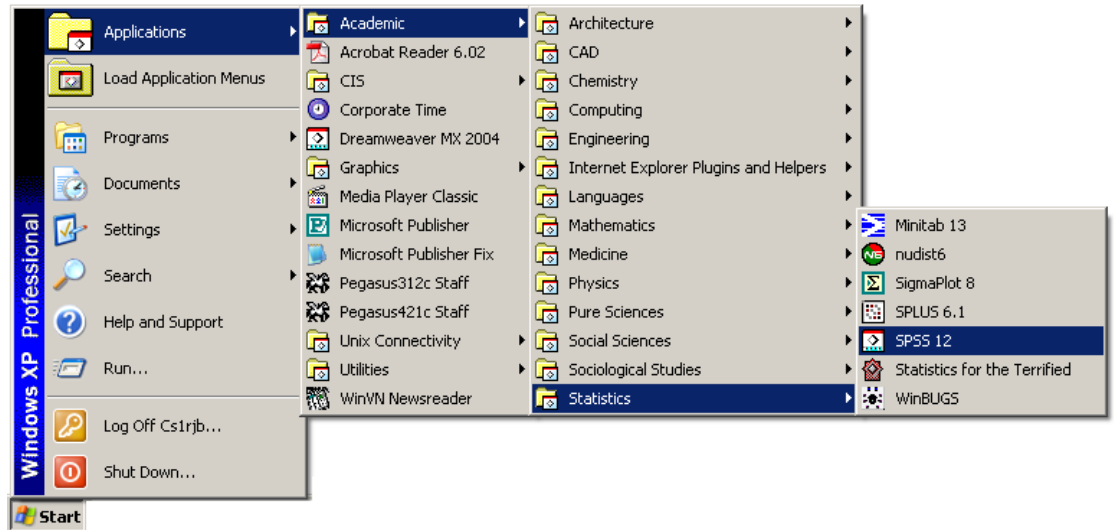 Applications
Load Application Menus
Programs
Documents
Settings
Search
Help and Support
Run...
Log Off Cs1rjb...
Shut Down...
Windows XP Professional
Start
Academic
Acrobat Reader 6.02
CIS
Corporate Time
Dreamweaver MX 2004
Graphics
Media Player Classic
Microsoft Publisher
Microsoft Publisher Fix
Pegasus312c Staff
Pegasus421c Staff
Unix Connectivity
Utilities
WinVN Newsreader
Architecture
CAD
Chemistry
Computing
Engineering
Internet Explorer Plugins and Helpers
Languages
Mathematics
Medicine
Physics
Pure Sciences
Social Sciences
Sociological Studies
Statistics
Minitab 13
nudist6
SigmaPlot 8
SPLUS 6.1
SPSS 12
Statistics for the Terrified
WinBUGS